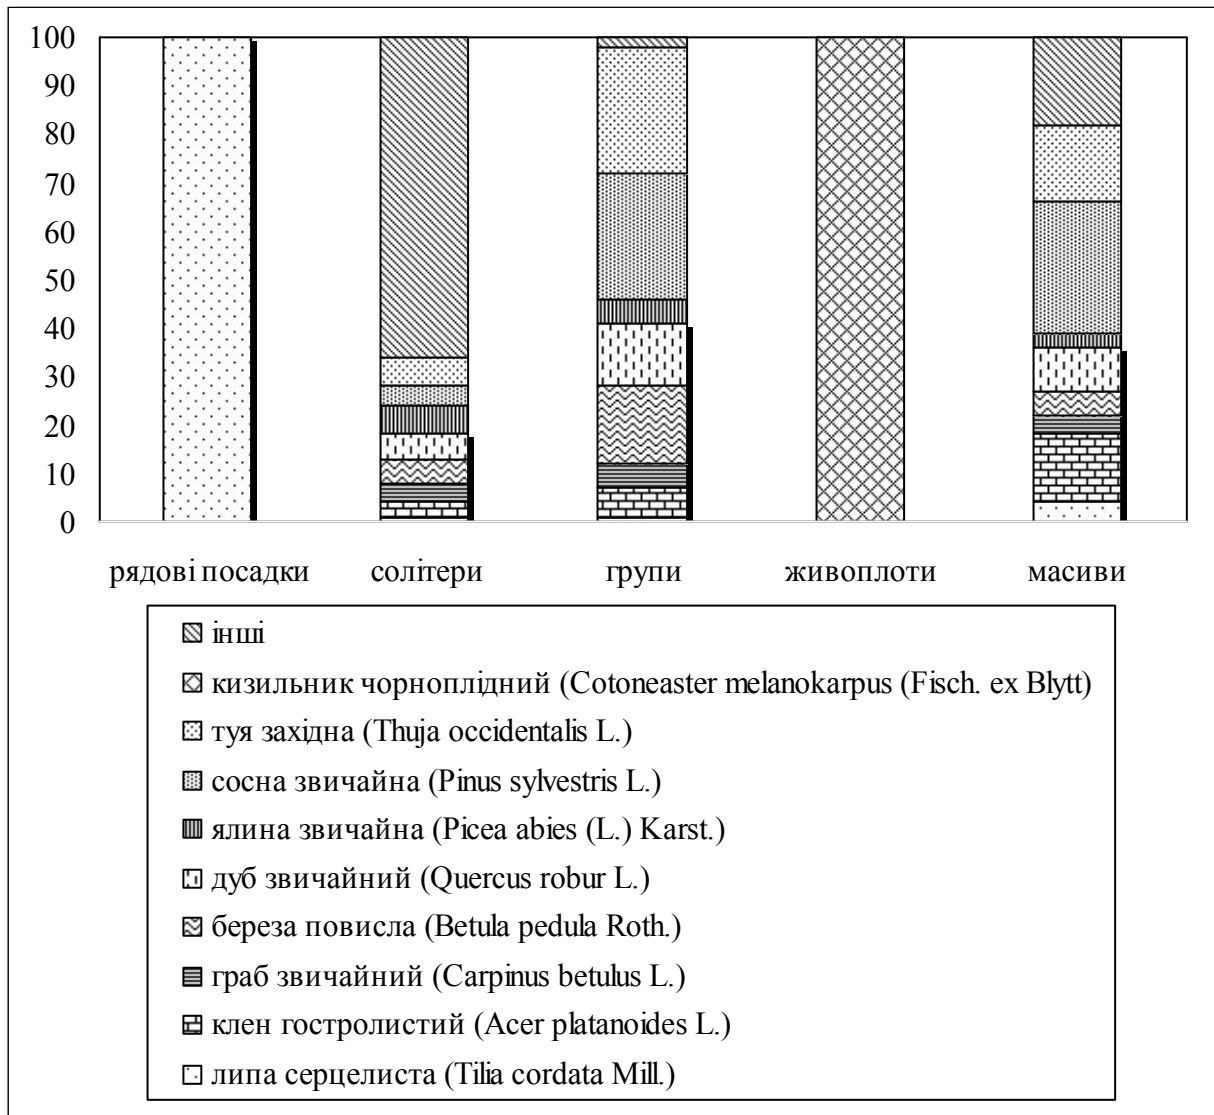 100
90
80
70
60
50
40
30
20
10
0
рядові посадки солітери групи живоплоти масиви
інші
кизильник чорноплідний (Cotoneaster melanokarpus (Fisch. ex Blytt)
туя західна (Thuja occidentalis L.)
сосна звичайна (Pinus sylvestris L.)
ялина звичайна (Picea abies (L.) Karst.)
дуб звичайний (Quercus robur L.)
береза повисла (Betula pedula Roth.)
граб звичайний (Carpinus betulus L.)
клен гостролистий (Acer platanoides L.)
липа серцелиста (Tilia cordata Mill.)